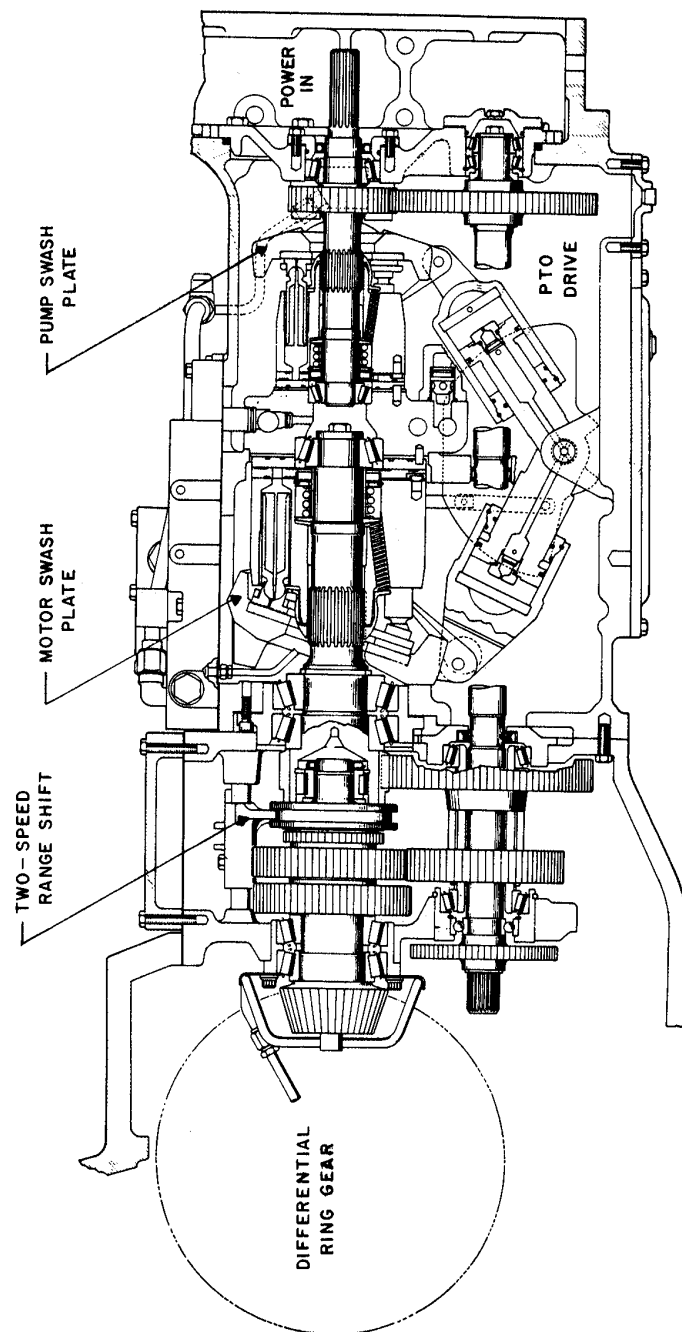 TWO-SPEED
RANGE SHIFT
MOTOR SWASH
PLATE
PUMP SWASH
PLATE
POWER
IN
PTO
DRIVE
DIFFERENTIAL
RING GEAR